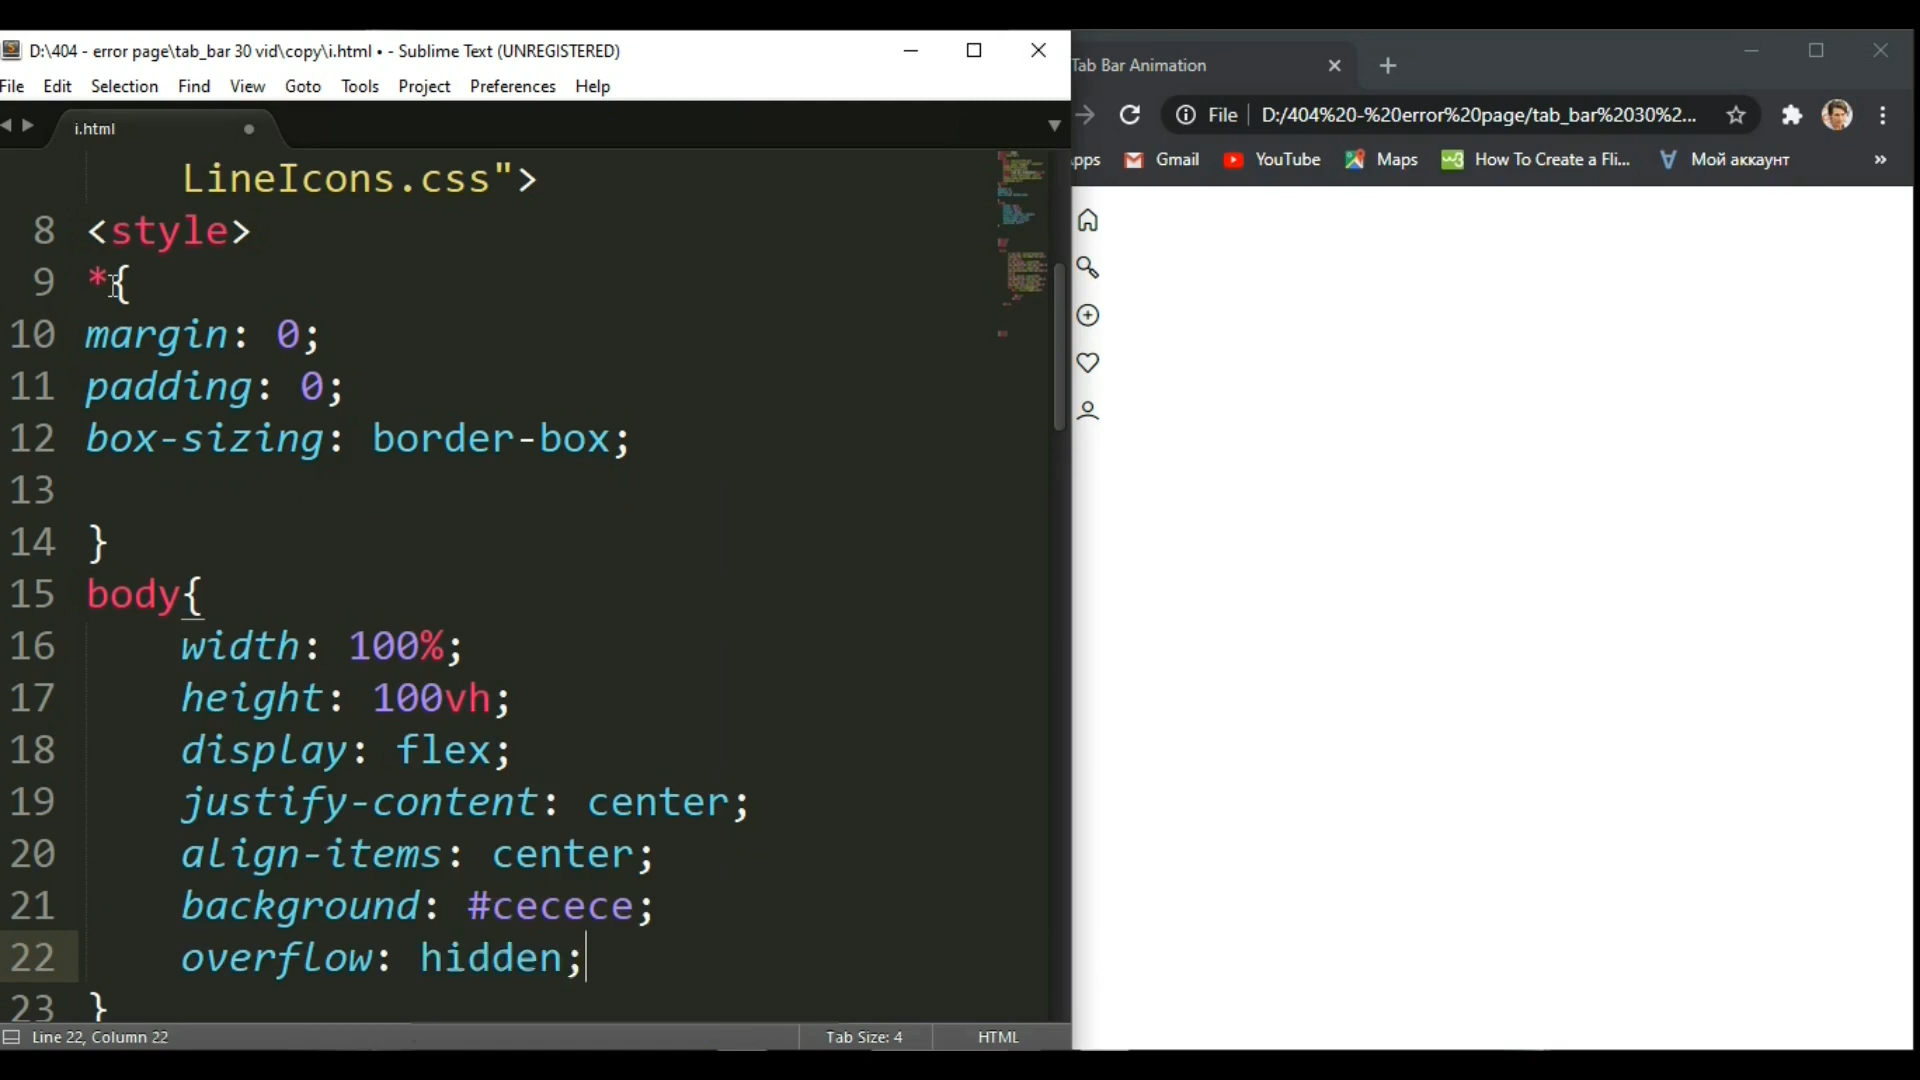 D:\404 - error page\tab_bar 30 vid\copy\i.html • - Sublime Text (UNREGISTERED)
File Edit Selection Find View Goto Tools Project Preferences Help
i.html
LineIcons.css">
8 <style>
9 *{
10 margin: 0;
11 padding: 0;
12 box-sizing: border-box;
13
14 }
15 body{
16 width: 100%;
17 height: 100vh;
18 display: flex;
19 justify-content: center;
20 align-items: center;
21 background: #cecece;
22 overflow: hidden;
23 }
Line 22, Column 22 Tab Size: 4 HTML
Tab Bar Animation
File D:/404%20-%20error%20page/tab_bar%2030%2...
pps Gmail YouTube Maps How To Create a Fli... Мой аккаунт »